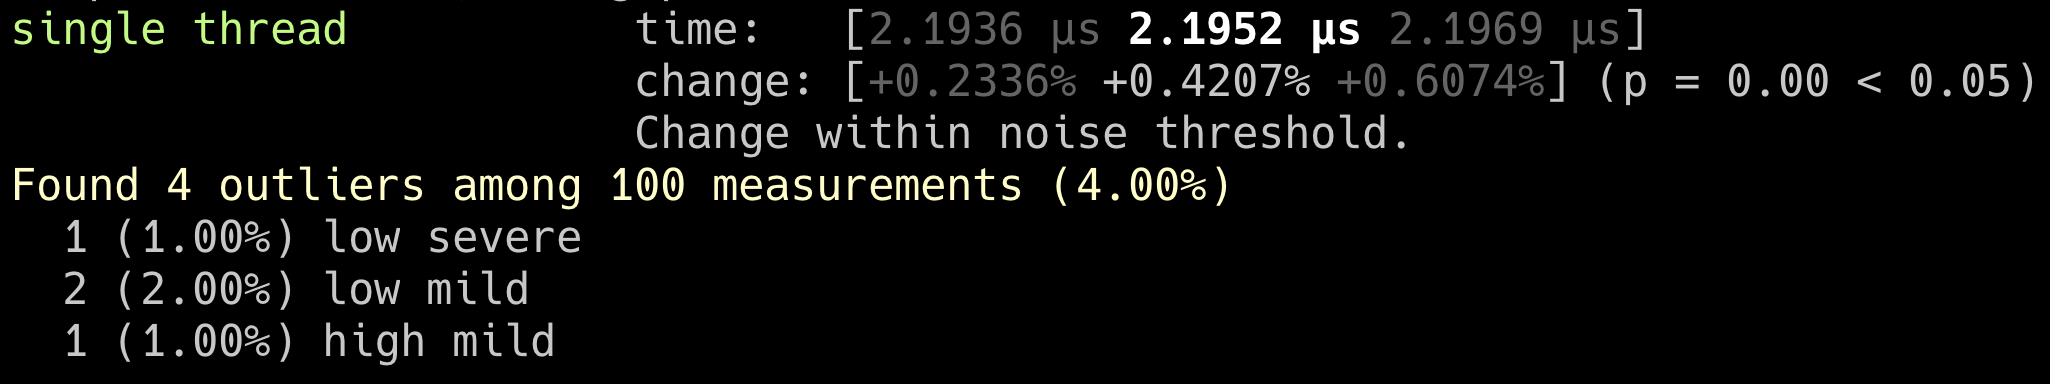 single thread time: [2.1936 µs 2.1952 µs 2.1969 µs]
change: [+0.2336% +0.4207% +0.6074%] (p = 0.00 < 0.05)
Change within noise threshold.
Found 4 outliers among 100 measurements (4.00%)
1 (1.00%) low severe
2 (2.00%) low mild
1 (1.00%) high mild